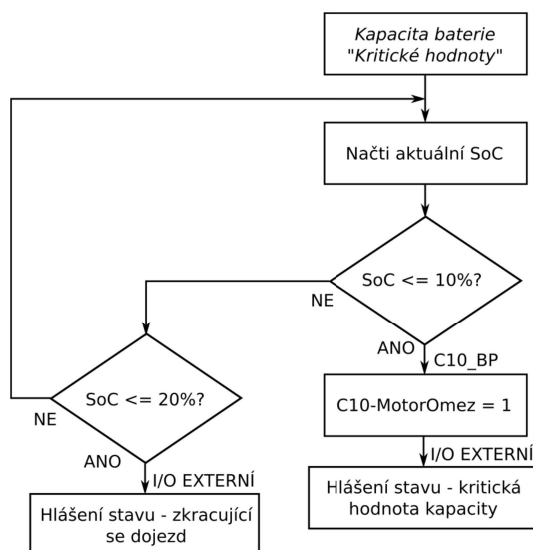 Kapacita baterie
"Kritické hodnoty"
Načti aktuální SoC
SoC <= 10%?
NE
ANO
C10_BP
SoC <= 20%?
NE
C10-MotorOmez = 1
ANO
I/O EXTERNÍ
I/O EXTERNÍ
Hlášení stavu - kritická
hodnota kapacity
Hlášení stavu - zkracující
se dojezd